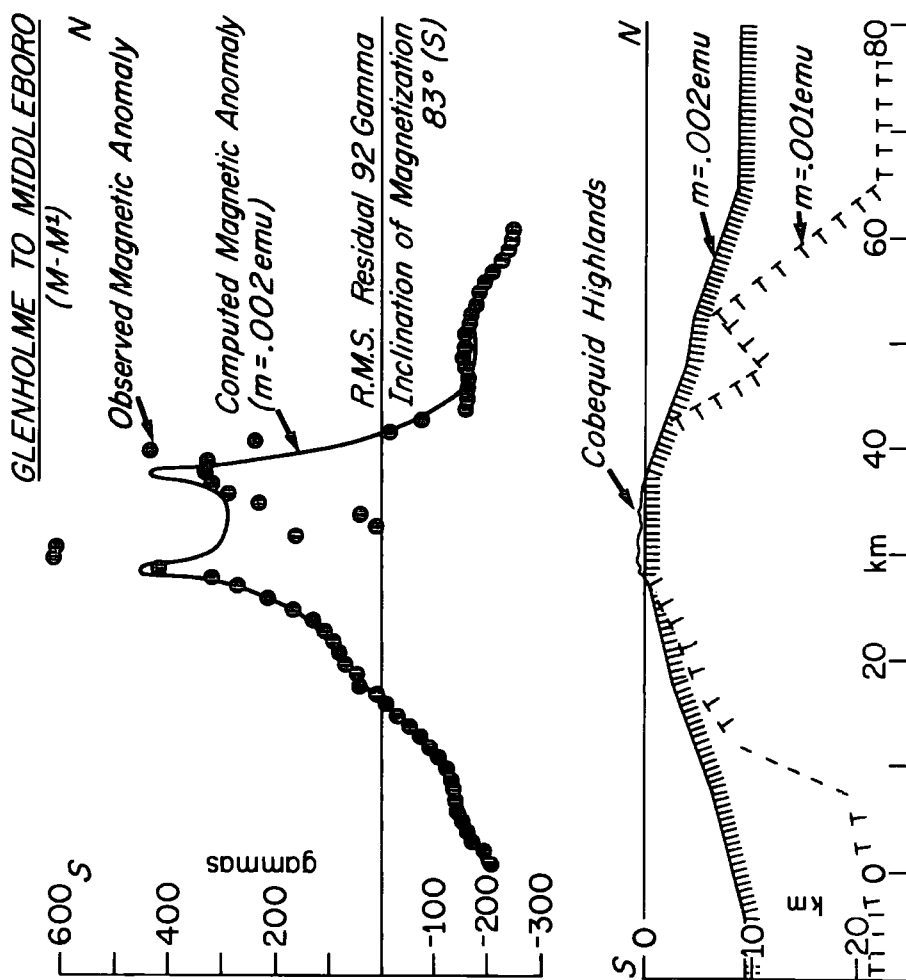 GLENHOLME TO MIDDLEBORO
(M-M¹)
S
N
Observed Magnetic Anomaly
Computed Magnetic Anomaly
(m=.002emu)
R.M.S. Residual 92 Gamma
Inclination of Magnetization
83° (S)
600
400
200
0
-100
-200
-300
gammas
S
N
Cobequid Highlands
m=.002emu
m=.001emu
0
-10
-20
km
0
20
km
40
60
80